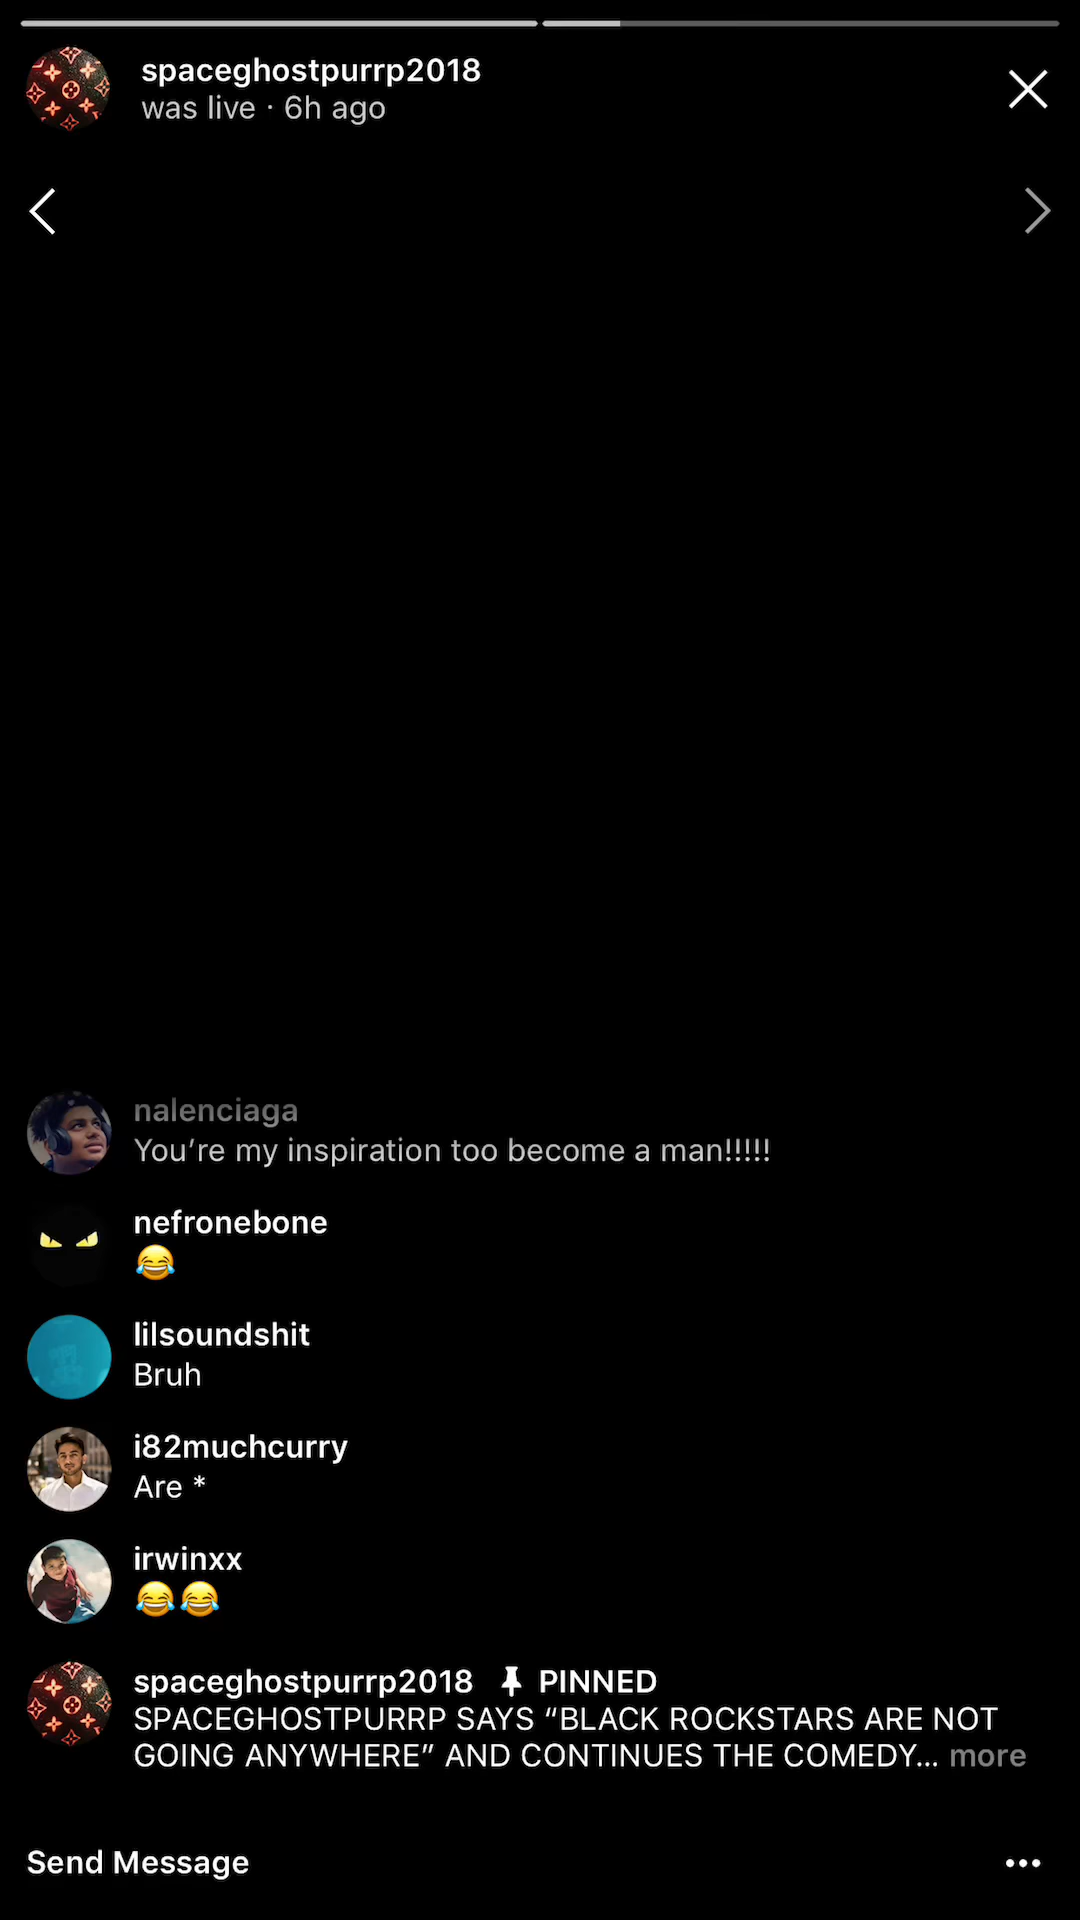 spaceghostpurrp2018
was live · 6h ago
nalenciaga
You’re my inspiration too become a man!!!!!
nefronebone
😂
lilsoundshit
Bruh
i82muchcurry
Are *
irwinxx
😂😂
spaceghostpurrp2018 PINNED
SPACEGHOSTPURRP SAYS “BLACK ROCKSTARS ARE NOT
GOING ANYWHERE” AND CONTINUES THE COMEDY... more
Send Message